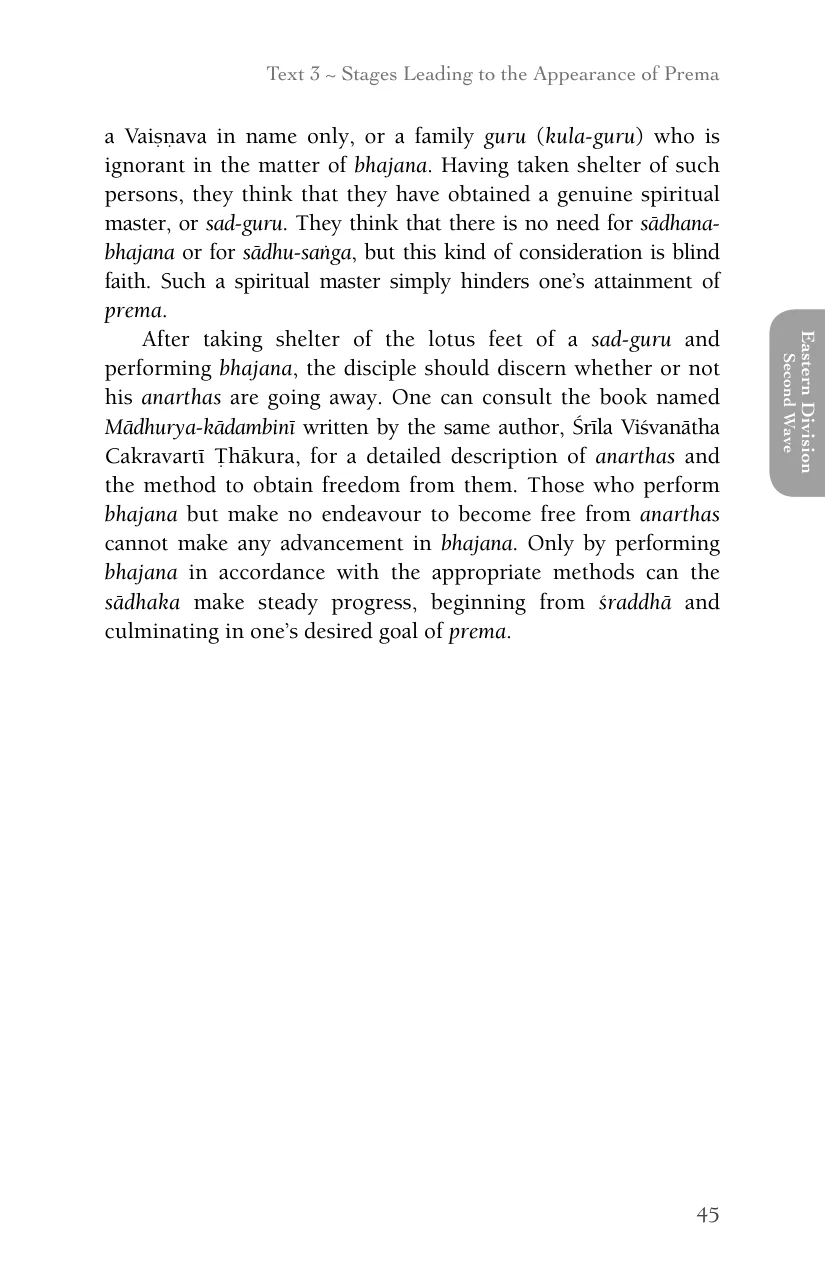 Text 3 ~ Stages Leading to the Appearance of Prema
a Vaiṣṇava in name only, or a family guru (kula-guru) who is
ignorant in the matter of bhajana. Having taken shelter of such
persons, they think that they have obtained a genuine spiritual
master, or sad-guru. They think that there is no need for sādhana-
bhajana or for sādhu-saṅga, but this kind of consideration is blind
faith. Such a spiritual master simply hinders one’s attainment of
prema.
After taking shelter of the lotus feet of a sad-guru and
performing bhajana, the disciple should discern whether or not
his anarthas are going away. One can consult the book named
Mādhurya-kādambinī written by the same author, Śrīla Viśvanātha
Cakravartī Ṭhākura, for a detailed description of anarthas and
the method to obtain freedom from them. Those who perform
bhajana but make no endeavour to become free from anarthas
cannot make any advancement in bhajana. Only by performing
bhajana in accordance with the appropriate methods can the
sādhaka make steady progress, beginning from śraddhā and
culminating in one’s desired goal of prema.
Eastern Division
Second Wave
45